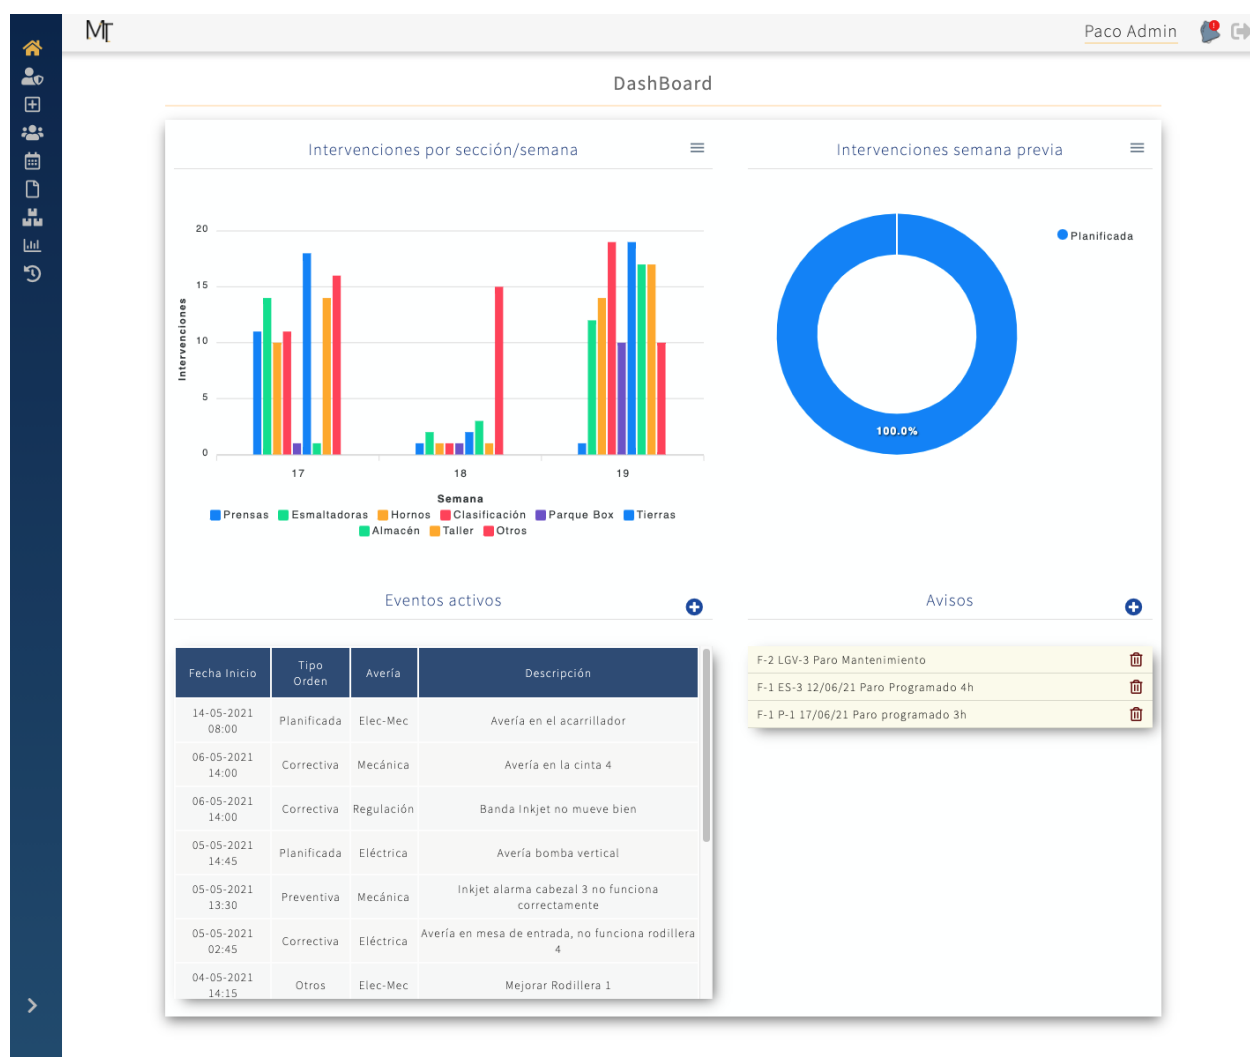 MT
Paco Admin
DashBoard
Intervenciones por sección/semana
Intervenciones semana previa
20
15
10
5
0
Intervenciones
17
18
19
Semana
Prensas Esmaltadoras Hornos Clasificación Parque Box Tierras
Almacén Taller Otros
Planificada
100.0%
Eventos activos
Fecha Inicio
Tipo
Orden
Avería
Descripción
14-05-2021
08:00
Planificada
Elec-Mec
Avería en el acarrillador
06-05-2021
14:00
Correctiva
Mecánica
Avería en la cinta 4
06-05-2021
14:00
Correctiva
Regulación
Banda Inkjet no mueve bien
05-05-2021
14:45
Planificada
Eléctrica
Avería bomba vertical
05-05-2021
13:30
Preventiva
Mecánica
Inkjet alarma cabezal 3 no funciona
correctamente
05-05-2021
02:45
Correctiva
Eléctrica
Avería en mesa de entrada, no funciona rodillera
4
04-05-2021
14:15
Otros
Elec-Mec
Mejorar Rodillera 1
Avisos
F-2 LGV-3 Paro Mantenimiento
F-1 ES-3 12/06/21 Paro Programado 4h
F-1 P-1 17/06/21 Paro programado 3h